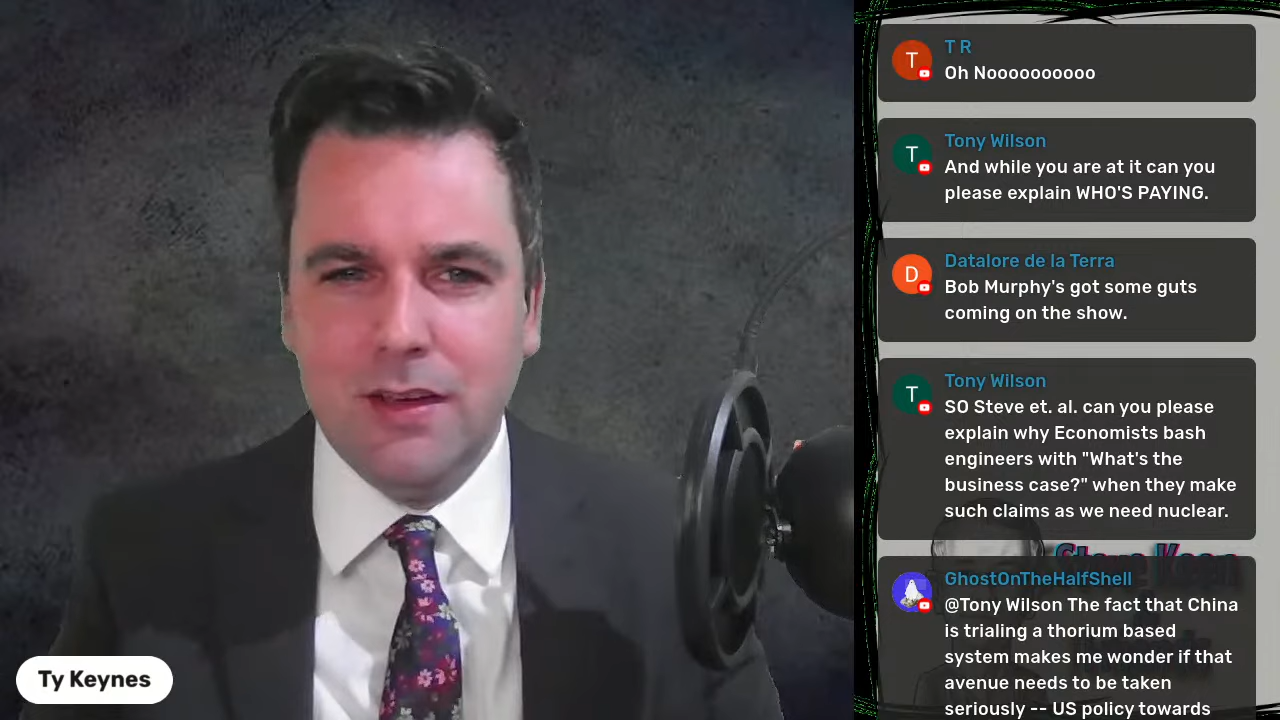 T R
Oh Noooooooooo
Tony Wilson
And while you are at it can you
please explain WHO'S PAYING.
Datalore de la Terra
Bob Murphy's got some guts
coming on the show.
Tony Wilson
SO Steve et. al. can you please
explain why Economists bash
engineers with "What's the
business case?" when they make
such claims as we need nuclear.
Steve Keen
GhostOnTheHalfShell
@Tony Wilson The fact that China
is trialing a thorium based
system makes me wonder if that
avenue needs to be taken
seriously -- US policy towards
Ty Keynes